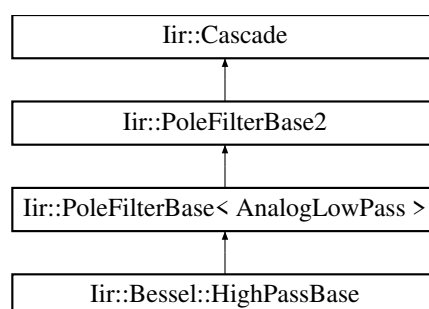 Iir::Cascade
Iir::PoleFilterBase2
Iir::PoleFilterBase< AnalogLowPass >
Iir::Bessel::HighPassBase